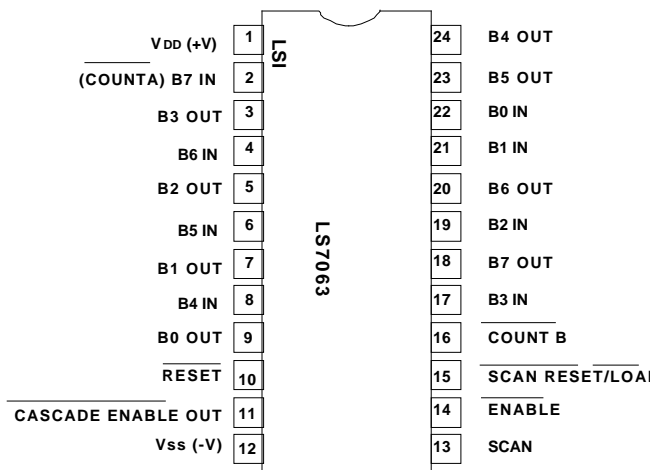 VDD (+V) 1 24 B4 OUT
(COUNTA) B7 IN 2 23 B5 OUT
B3 OUT 3 22 B0 IN
B6 IN 4 21 B1 IN
B2 OUT 5 20 B6 OUT
B5 IN 6 19 B2 IN
B1 OUT 7 18 B7 OUT
B4 IN 8 17 B3 IN
B0 OUT 9 16 COUNT B
RESET 10 15 SCAN RESET/LOA
CASCADE ENABLE OUT 11 14 ENABLE
Vss (-V) 12 13 SCAN
LSI
LS7063